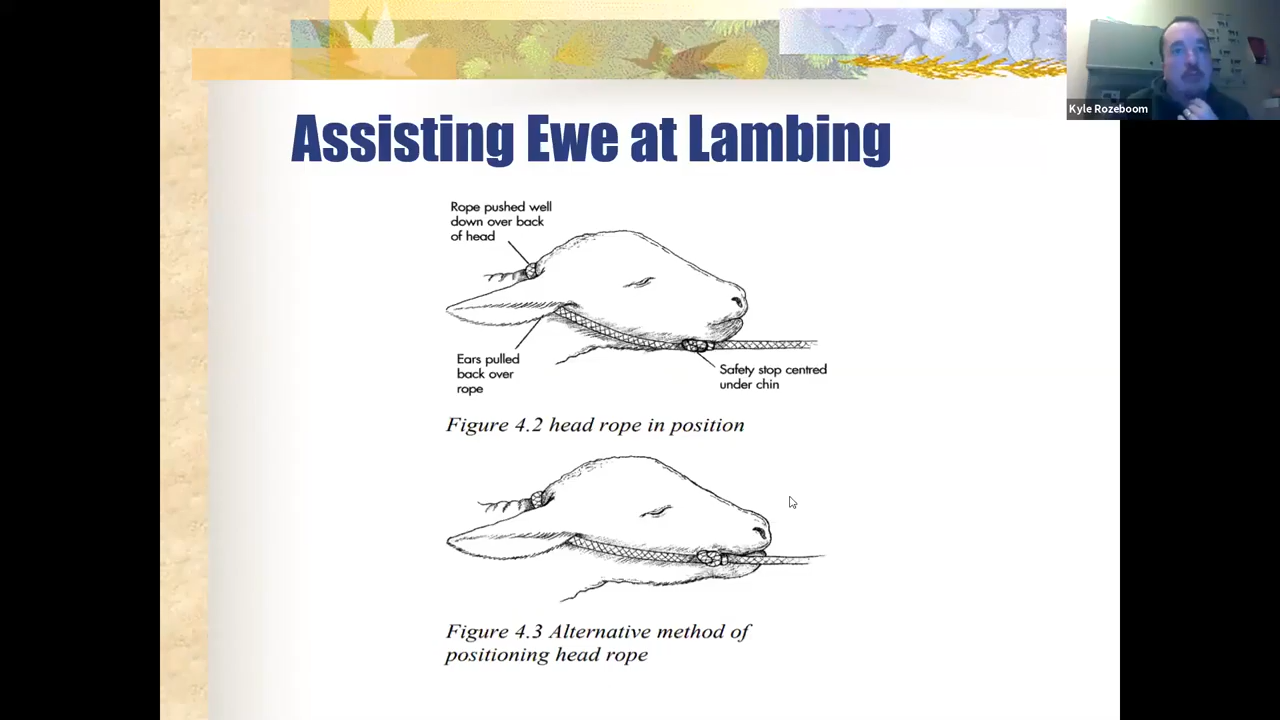 Kyle Rozeboom
Assisting Ewe at Lambing
Rope pushed well
down over back
of head
Ears pulled
back over
rope
Safety stop centred
under chin
Figure 4.2 head rope in position
Figure 4.3 Alternative method of
positioning head rope